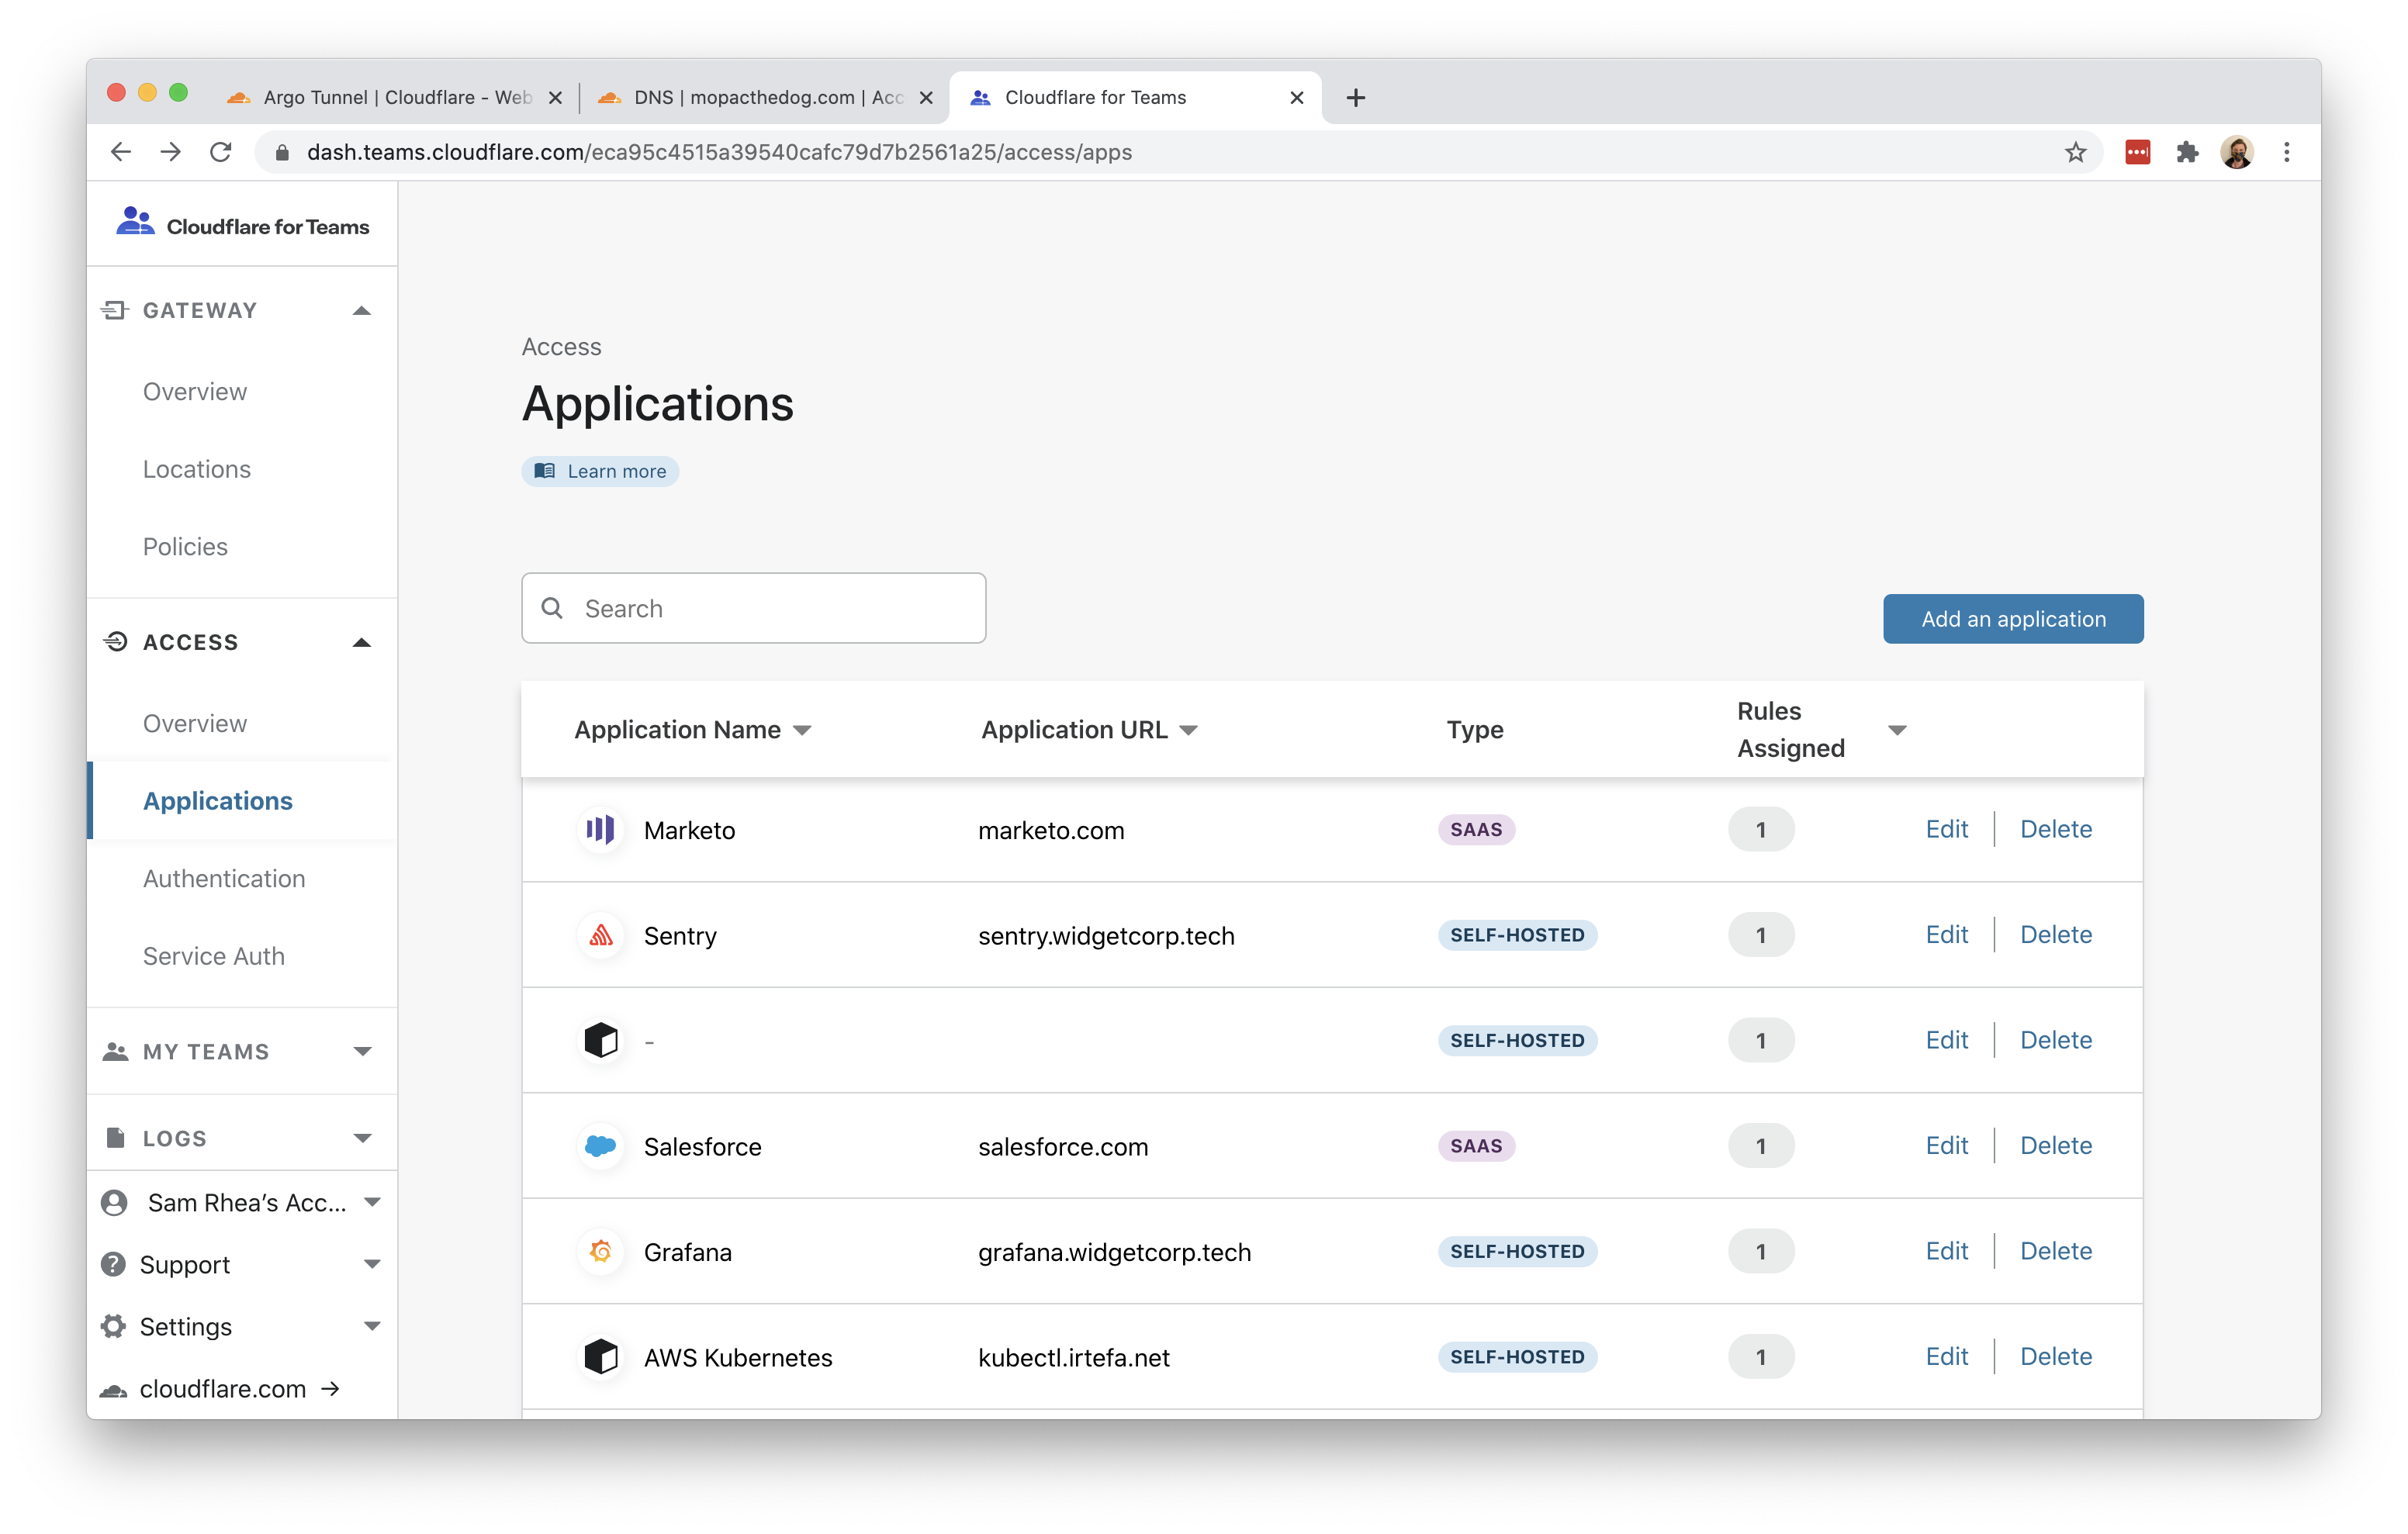 Argo Tunnel | Cloudflare - Web
DNS | mopacthedog.com | Acc
Cloudflare for Teams
dash.teams.cloudflare.com/eca95c4515a39540cafc79d7b2561a25/access/apps
Cloudflare for Teams
GATEWAY
Overview
Locations
Policies
ACCESS
Overview
Applications
Authentication
Service Auth
MY TEAMS
LOGS
Sam Rhea’s Acc...
Support
Settings
cloudflare.com →
Access
Applications
Learn more
Search
Add an application
Application Name Application URL Type Rules Assigned
Marketo marketo.com SAAS 1 Edit Delete
Sentry sentry.widgetcorp.tech SELF-HOSTED 1 Edit Delete
- SELF-HOSTED 1 Edit Delete
Salesforce salesforce.com SAAS 1 Edit Delete
Grafana grafana.widgetcorp.tech SELF-HOSTED 1 Edit Delete
AWS Kubernetes kubectl.irtefa.net SELF-HOSTED 1 Edit Delete